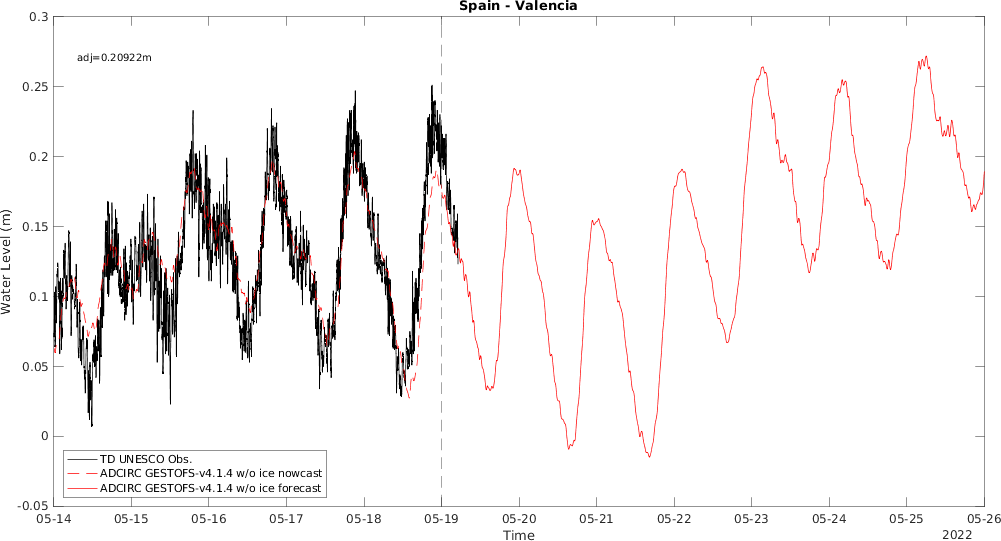 Spain - Valencia
0.3
adj=0.20922m
0.25
0.2
0.15
0.1
0.05
0
-0.05
Water Level (m)
TD UNESCO Obs.
ADCIRC GESTOFS-v4.1.4 w/o ice nowcast
ADCIRC GESTOFS-v4.1.4 w/o ice forecast
05-14 05-15 05-16 05-17 05-18 05-19 05-20 05-21 05-22 05-23 05-24 05-25 05-26
Time
2022